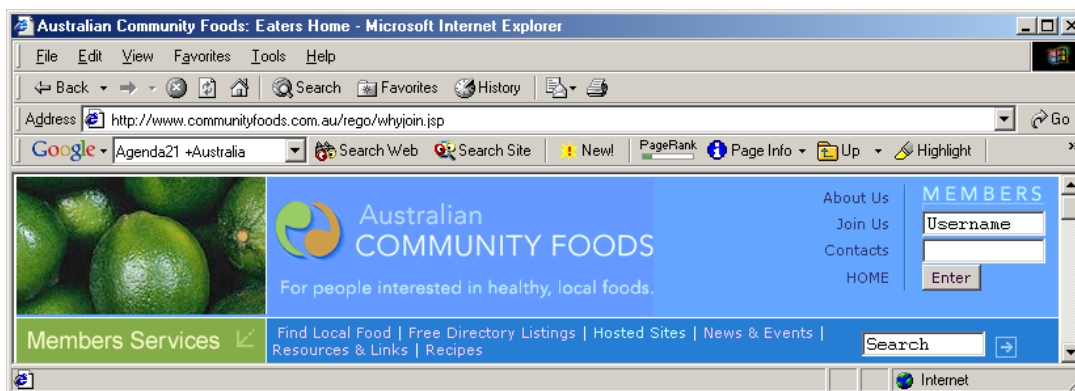 Australian Community Foods: Eaters Home - Microsoft Internet Explorer
File Edit View Favorites Tools Help
Back Search Favorites History
Address http://www.communityfoods.com.au/rego/whyjoin.jsp Go
Google Agenda21 +Australia Search Web Search Site New! PageRank Page Info Up Highlight »
About Us MEMBERS
Australian
Join Us Username
COMMUNITY FOODS
Contacts
HOME Enter
For people interested in healthy, local foods.
Members Services
Find Local Food | Free Directory Listings | Hosted Sites | News & Events |
Resources & Links | Recipes
Search
Internet